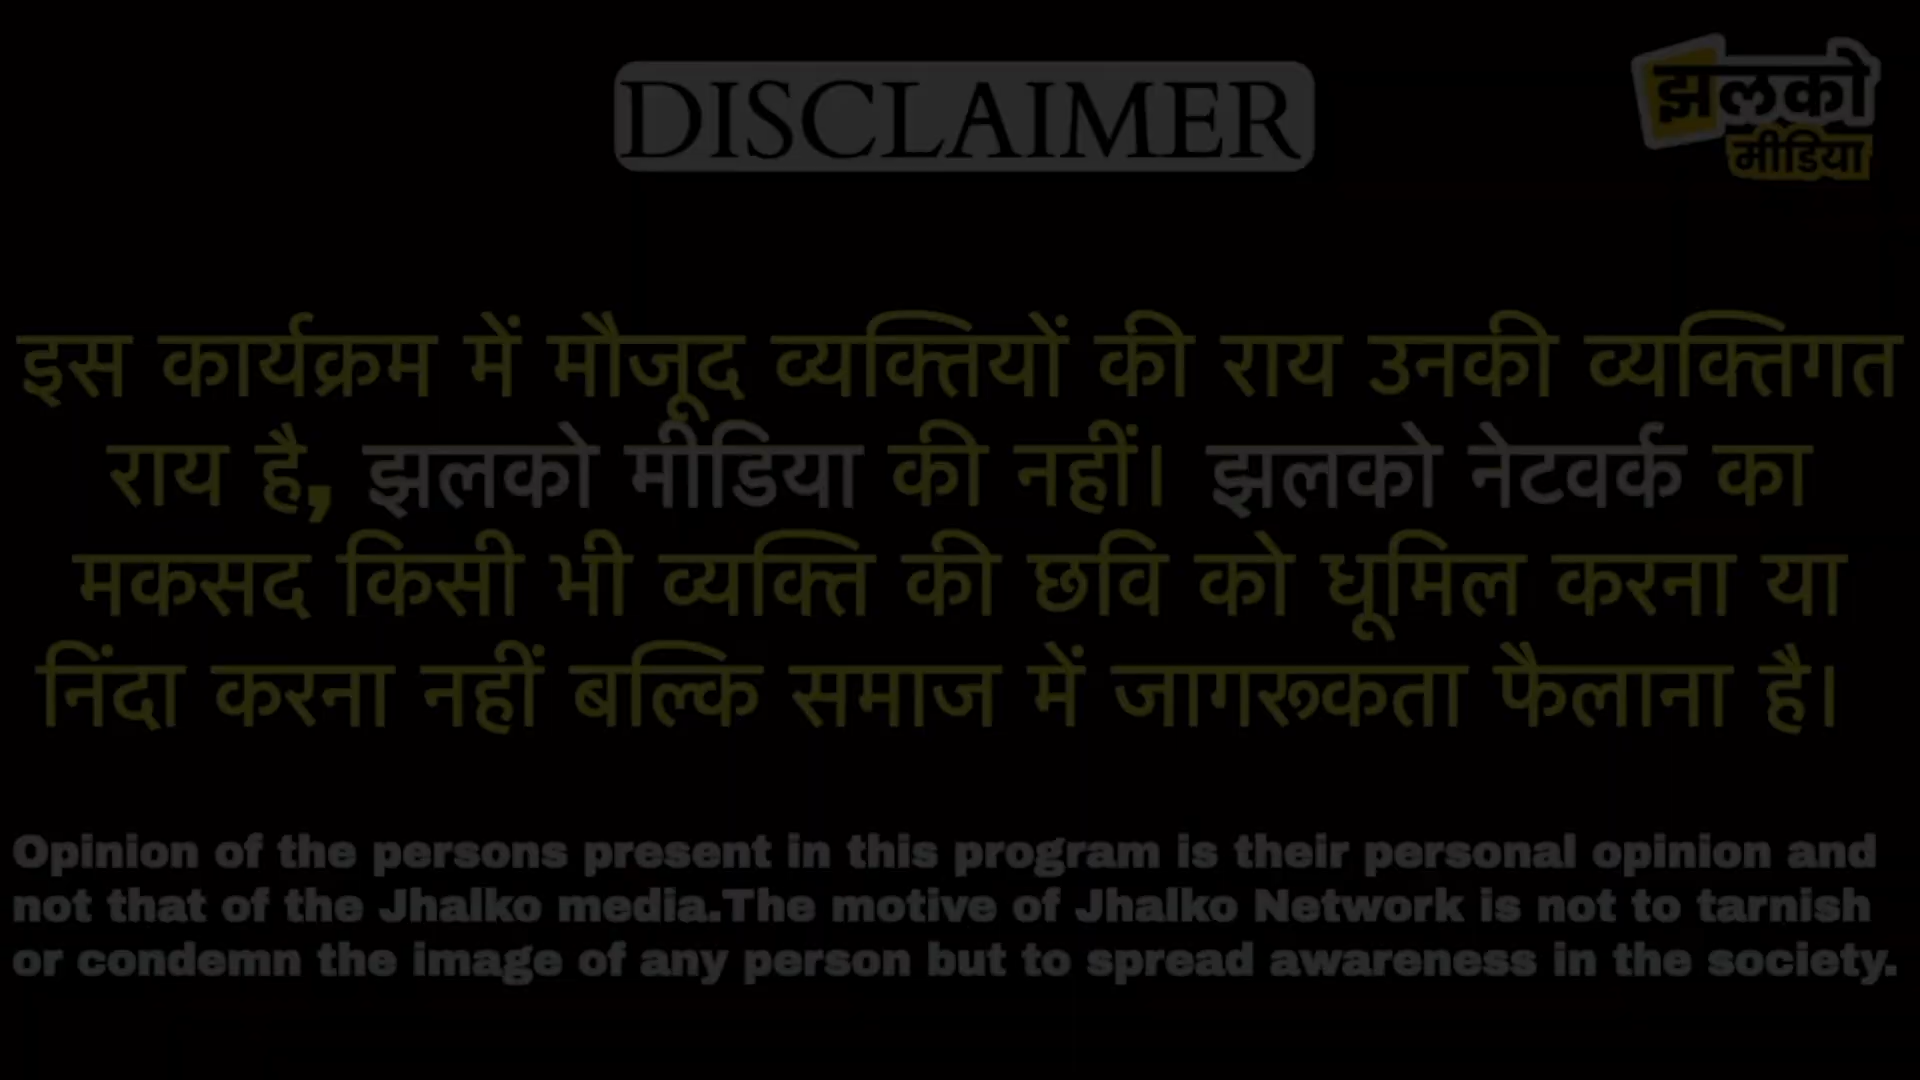 DISCLAIMER
झलको
मीडिया
इस कार्यक्रम में मौजूद व्यक्तियों की राय उनकी व्यक्तिगत
राय है, झलको मीडिया की नहीं। झलको नेटवर्क का
मकसद किसी भी व्यक्ति की छवि को धूमिल करना या
निंदा करना नहीं बल्कि समाज में जागरूकता फैलाना है।
Opinion of the persons present in this program is their personal opinion and
not that of the Jhalko media.The motive of Jhalko Network is not to tarnish
or condemn the image of any person but to spread awareness in the society.